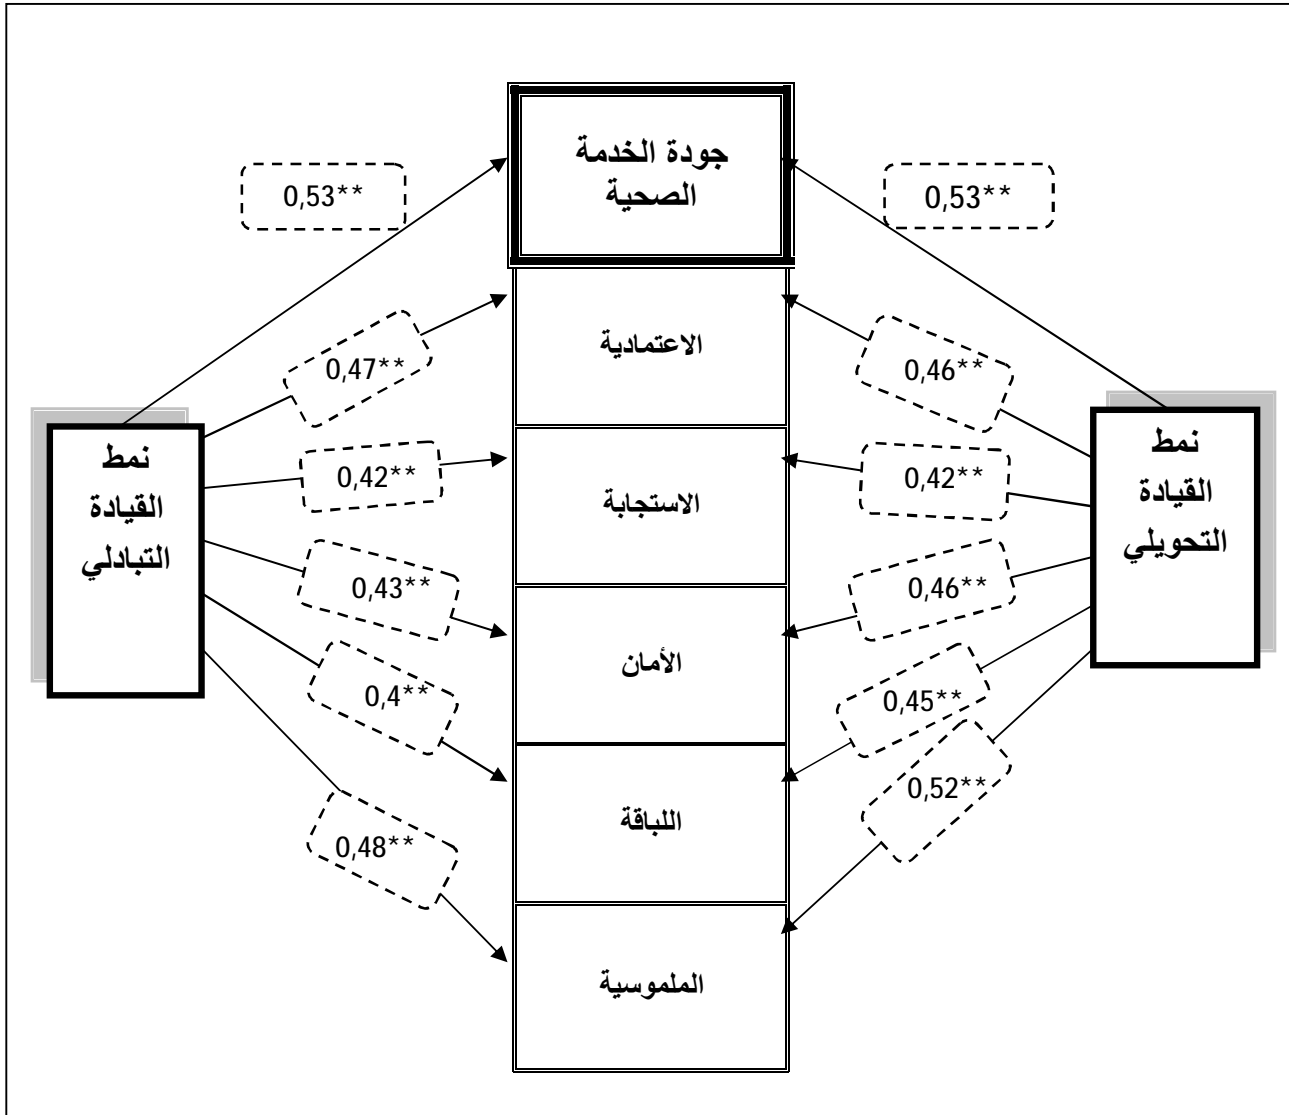 جودة الخدمة
الصحية
0,53**
0,53**
الاعتمادية
0,46**
0,47**
نمط
القيادة
التحويلي
نمط
القيادة
التبادلي
0,42**
0,42**
الاستجابة
0,46**
0,43**
الأمان
0,45**
0,4**
0,52**
اللباقة
0,48**
الملموسية